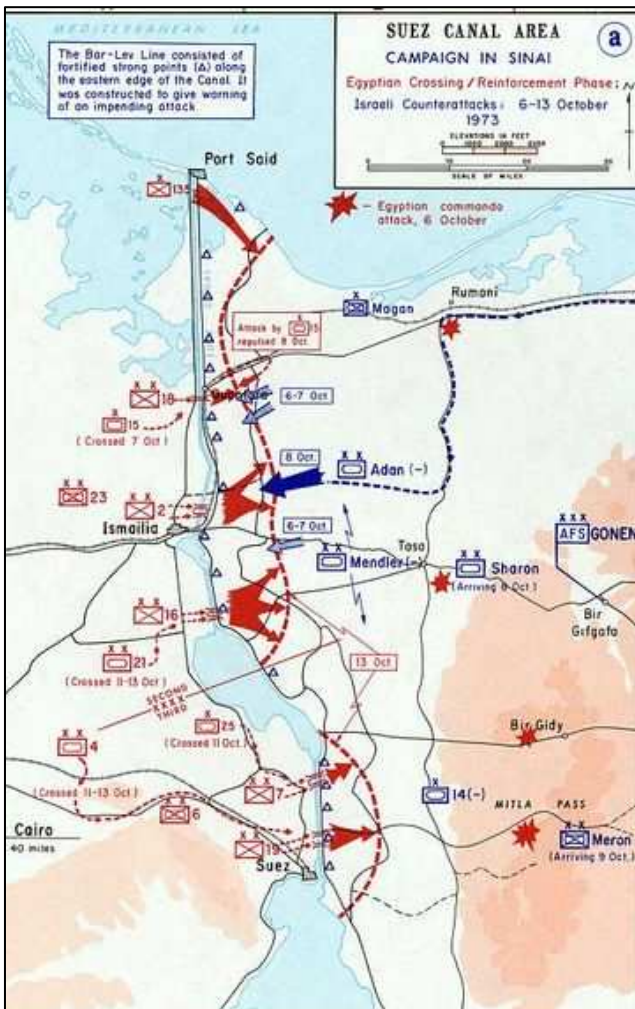 MEDITERRANEAN SEA
The Bar-Lev Line consisted of
fortified strong points (△) along
the eastern edge of the Canal. It
was constructed to give warning
of an impending attack.
SUEZ CANAL AREA
CAMPAIGN IN SINAI
a
Egyptian Crossing / Reinforcement Phase;
Israeli Counterattacks: 6-13 October
1973
N
ELEVATIONS IN FEET
SCALE OF MILES
Port Said
X
135
- Egyptian commando
attack, 6 October
Rumani
X
Magan
Attack by X 15
repulsed 8 Oct.
X X
18
6-7 Oct
X
15
(Crossed 7 Oct)
8 Oct.
X X
Adan (-)
X X
23
X X
2
Ismailia
6-7 Oct
X X
Mendler (-)
Tasa
X X
Sharon
X X X
AFS GONEN
Bir
Gifgafa
X X
16
X X
21
(Crossed 11-13 Oct)
13 Oct
SECOND
XXXX
THIRD
X
25
(Crossed 11 Oct.)
Bir Gidy
X X
4
(Crossed 11-13 Oct)
X X
7
X
14(-)
X X
6
MITLA PASS
X X
19
Cairo
40 miles
Suez
X X
Meron
(Arriving 9 Oct.)